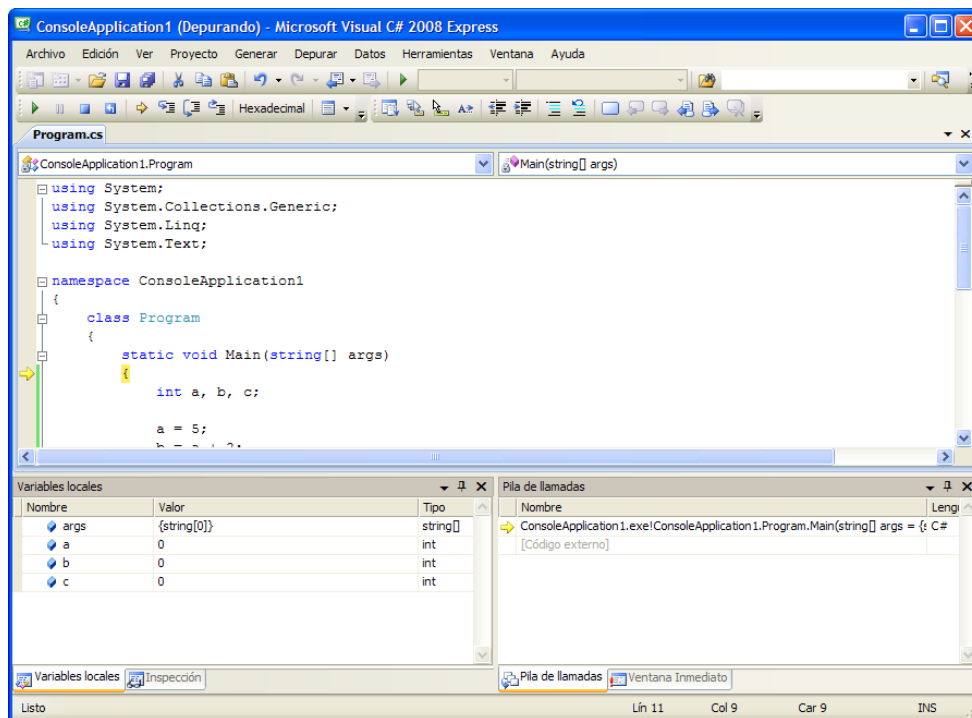 ConsoleApplication1 (Depurando) - Microsoft Visual C# 2008 Express
Archivo Edición Ver Proyecto Generar Depurar Datos Herramientas Ventana Ayuda
Hexadecimal
Program.cs
ConsoleApplication1.Program Main(string[] args)
using System;
using System.Collections.Generic;
using System.Linq;
using System.Text;
namespace ConsoleApplication1
{
class Program
{
static void Main(string[] args)
{
int a, b, c;
a = 5;
b = a + 2;
Variables locales Pila de llamadas
Nombre Valor Tipo Nombre
args {string[0]} string[] ConsoleApplication1.exe!ConsoleApplication1.Program.Main(string[] args = C#
a 0 int [Código externo]
b 0 int
c 0 int
Variables locales Inspección Pila de llamadas Ventana Inmediato
Listo Lín 11 Col 9 Car 9 INS